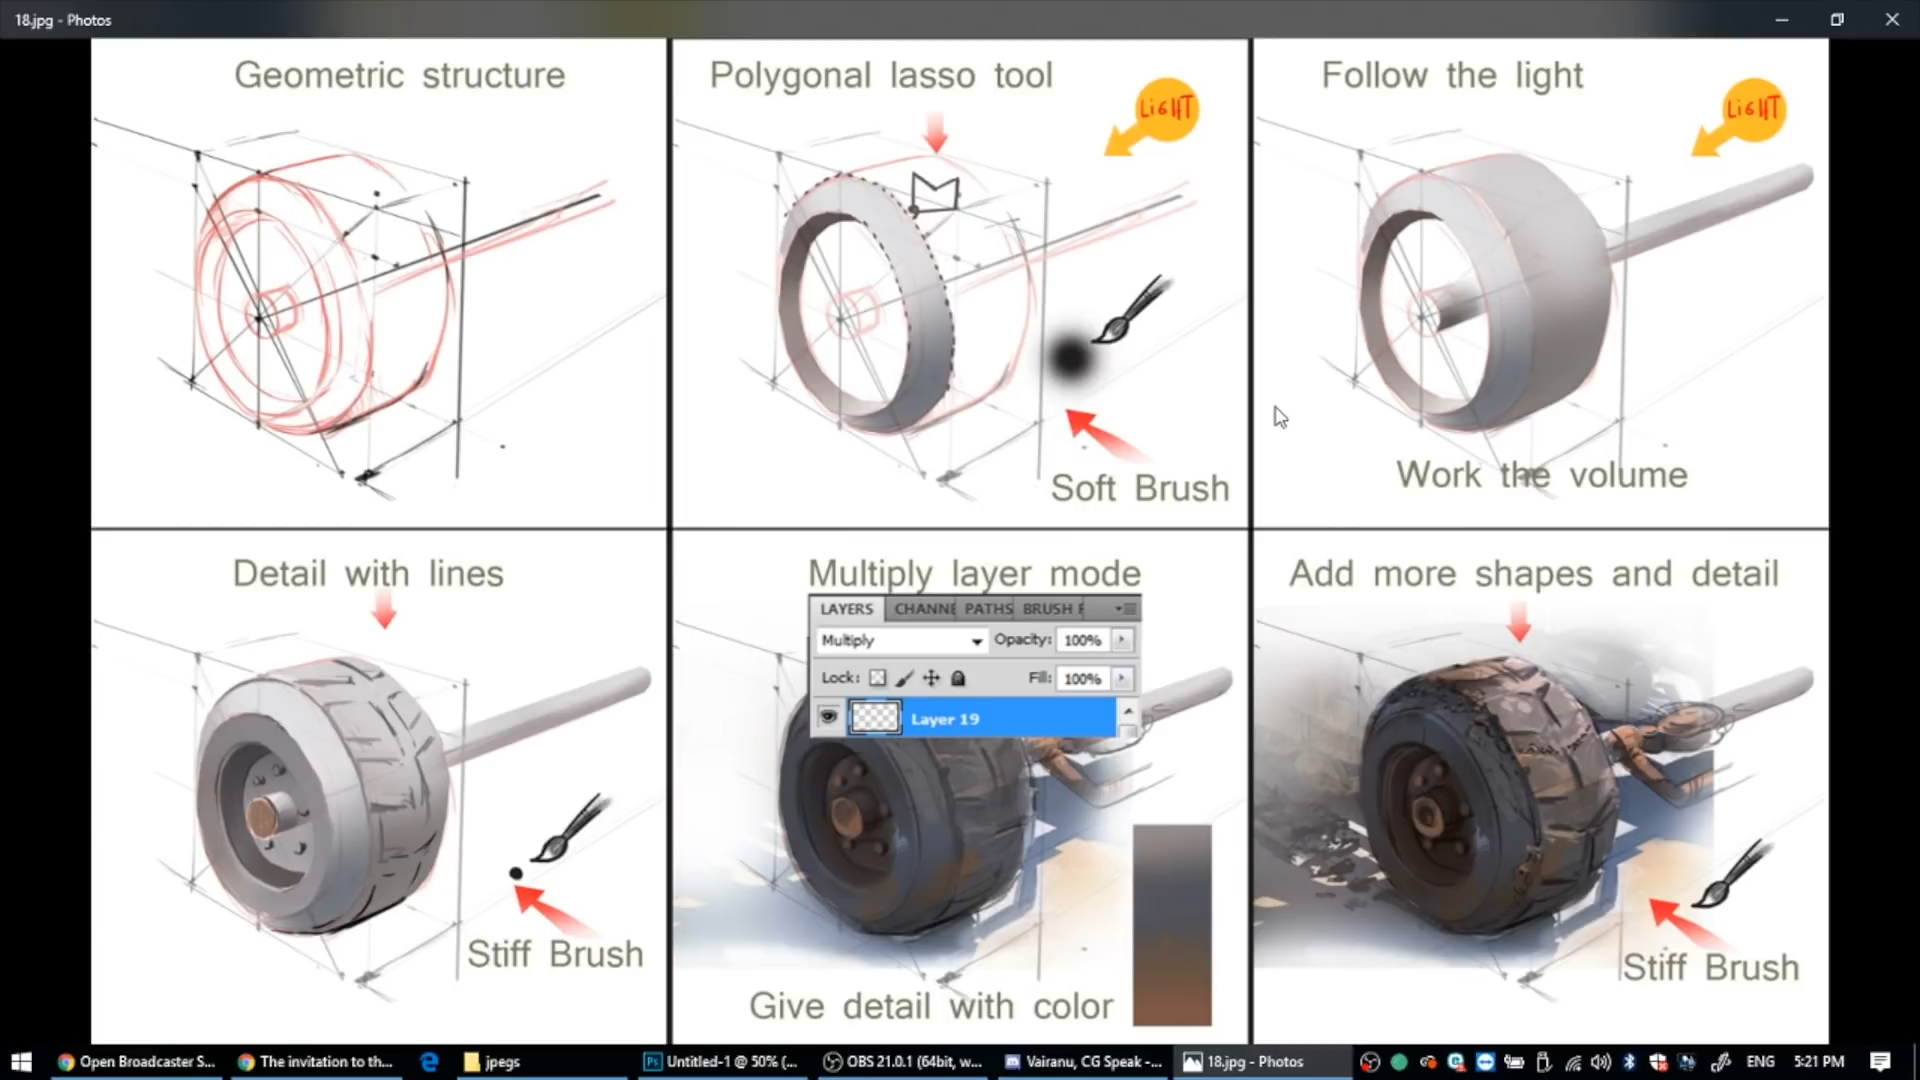 18.jpg - Photos
Geometric structure
Polygonal lasso tool
LIGHT
Soft Brush
Follow the light
LIGHT
Work the volume
Detail with lines
Stiff Brush
Multiply layer mode
LAYERS CHANNE PATHS BRUSH F
Multiply Opacity: 100%
Lock: Fill: 100%
Layer 19
Give detail with color
Add more shapes and detail
Stiff Brush
Open Broadcaster S... The invitation to th... jpegs Untitled-1 @ 50% (... OBS 21.0.1 (64bit, w... Vairanu, CG Speak -... 18.jpg - Photos ENG 5:21 PM